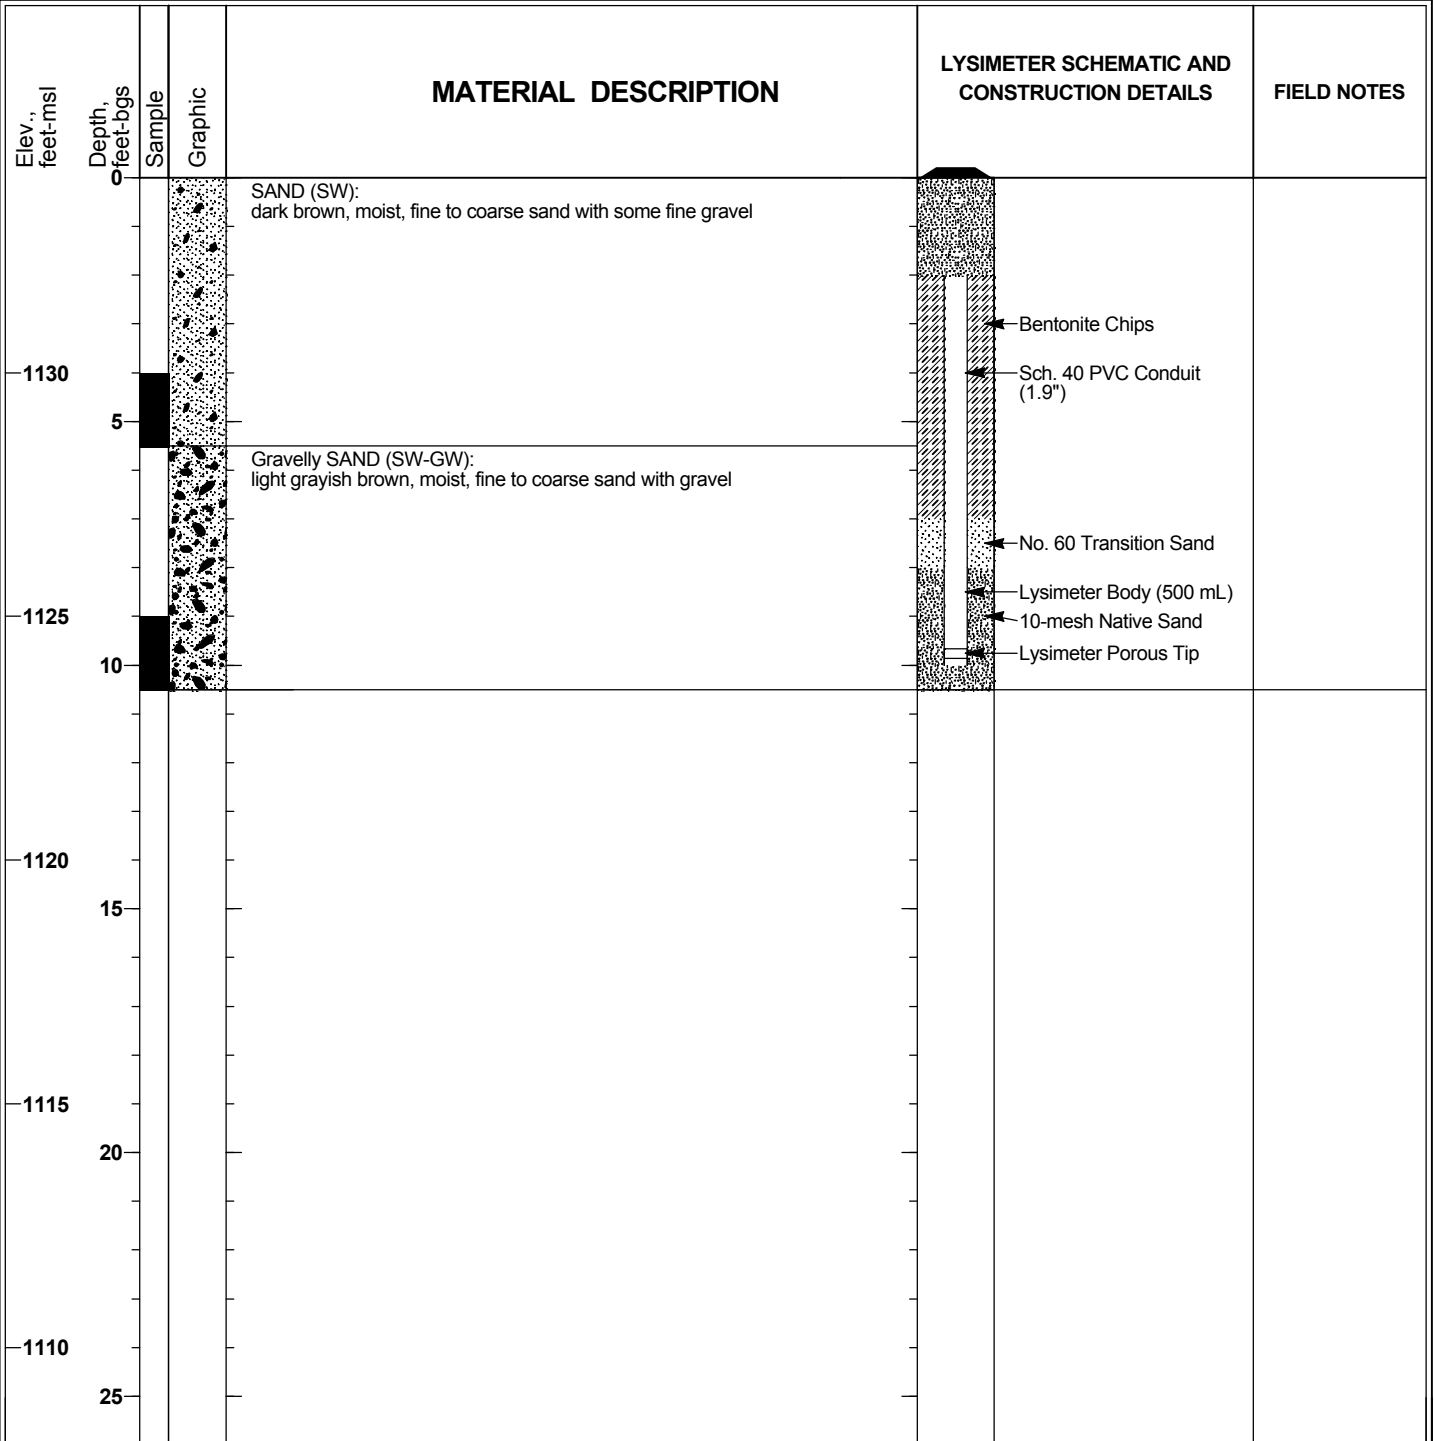 Elev.,
feet-msl
Depth,
feet-bgs
Sample
Graphic
MATERIAL DESCRIPTION
LYSIMETER SCHEMATIC AND
CONSTRUCTION DETAILS
FIELD NOTES
0
SAND (SW):
dark brown, moist, fine to coarse sand with some fine gravel
Bentonite Chips
1130
Sch. 40 PVC Conduit
(1.9")
5
Gravelly SAND (SW-GW):
light grayish brown, moist, fine to coarse sand with gravel
No. 60 Transition Sand
Lysimeter Body (500 mL)
1125
10-mesh Native Sand
Lysimeter Porous Tip
10
1120
15
1115
20
1110
25